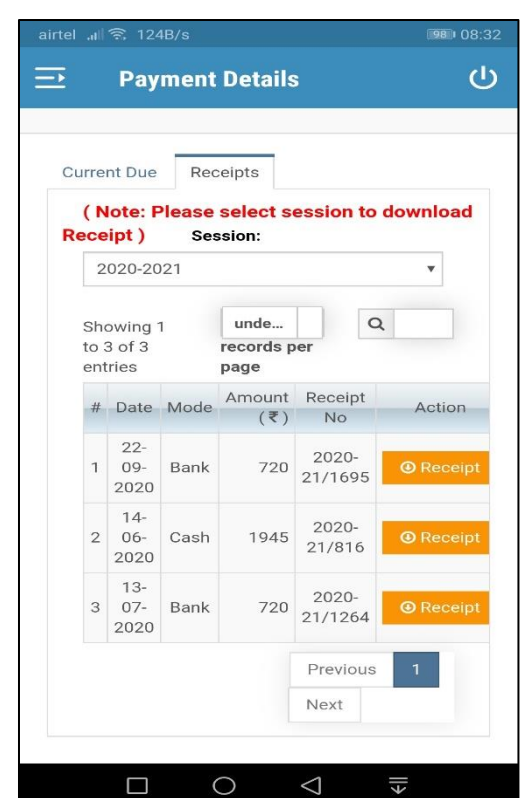 airtel 124B/s 98 08:32
Payment Details
Current Due Receipts
( Note: Please select session to download
Receipt ) Session:
2020-2021
Showing 1
to 3 of 3
entries
unde...
records per
page
# Date Mode Amount (₹) Receipt No Action
1 22-09-2020 Bank 720 2020-21/1695 Receipt
2 14-06-2020 Cash 1945 2020-21/816 Receipt
3 13-07-2020 Bank 720 2020-21/1264 Receipt
Previous 1
Next